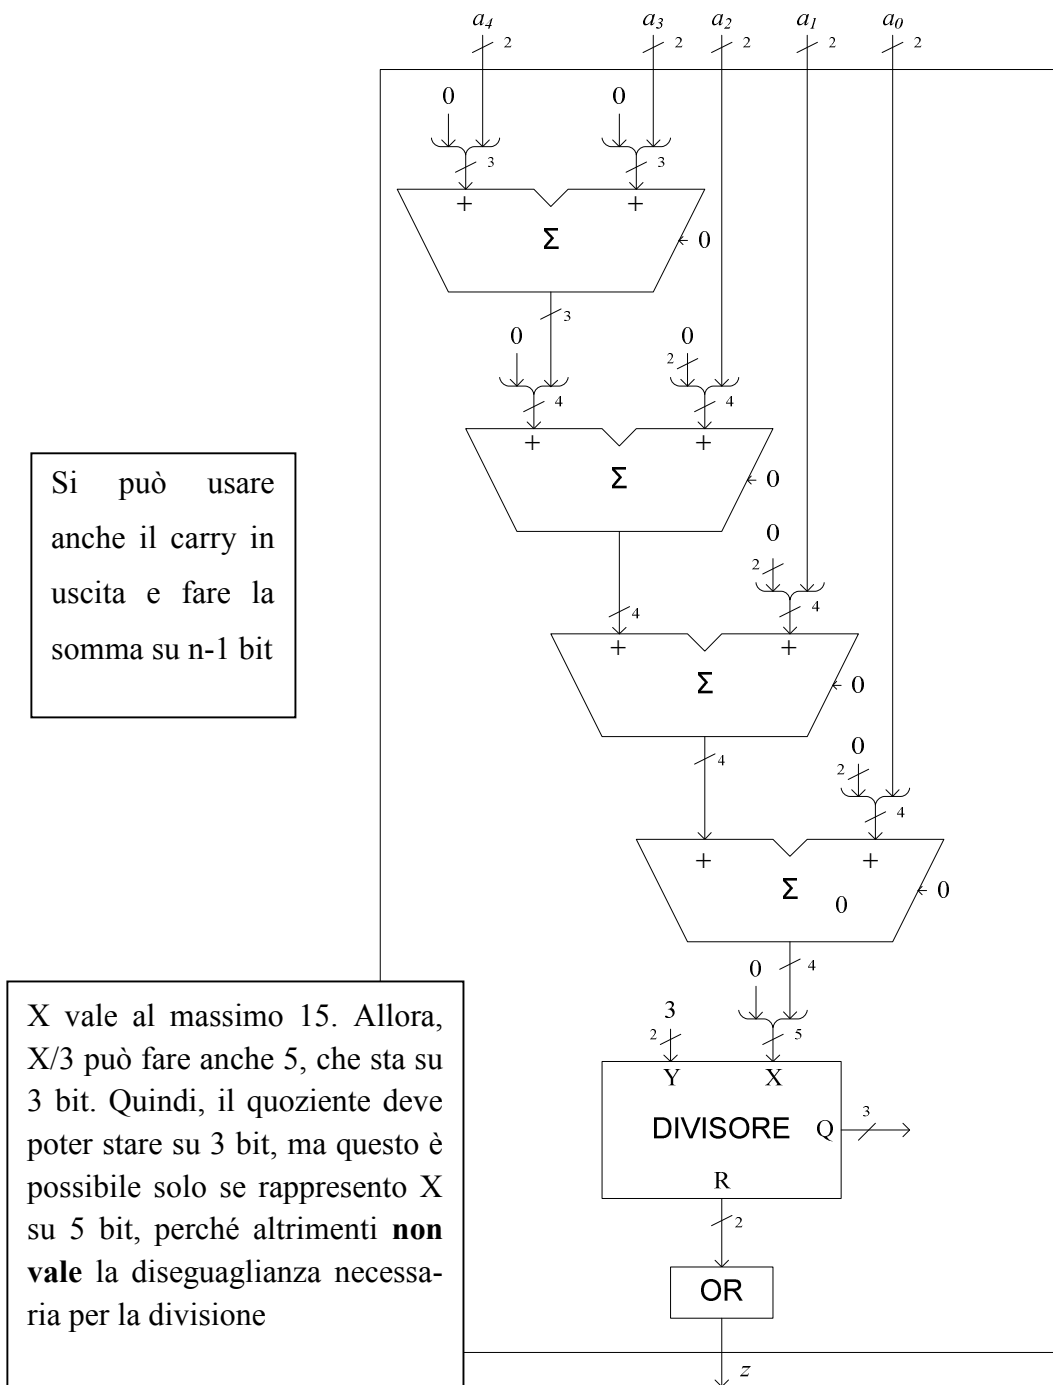 a4 a3 a2 a1 a0
2 2 2 2 2
0 0
3 3
+ +
Σ 0
3
0 0
2
4 4
+ +
Σ 0
0
2
4 4
+ +
Σ 0
0
4 2
4
+ +
Σ 0
0
4
0
3
2 5
Y X
DIVISORE Q 3
R
2
OR
z
Si può usare
anche il carry in
uscita e fare la
somma su n-1 bit
X vale al massimo 15. Allora,
X/3 può fare anche 5, che sta su
3 bit. Quindi, il quoziente deve
poter stare su 3 bit, ma questo è
possibile solo se rappresento X
su 5 bit, perché altrimenti non
vale la diseguaglianza necessa-
ria per la divisione